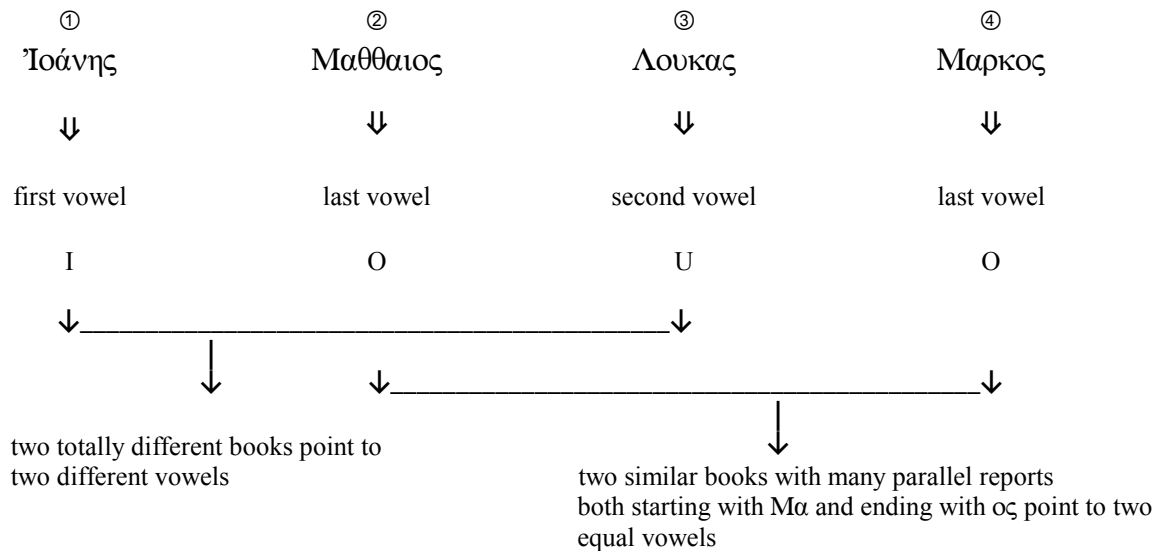 ① ② ③ ④
Ἰοάνης Μαθθαιος Λουκας Μαρκος
⇓ ⇓ ⇓ ⇓
first vowel last vowel second vowel last vowel
I O U O
two totally different books point to
two different vowels
two similar books with many parallel reports
both starting with Μα and ending with ος point to two
equal vowels